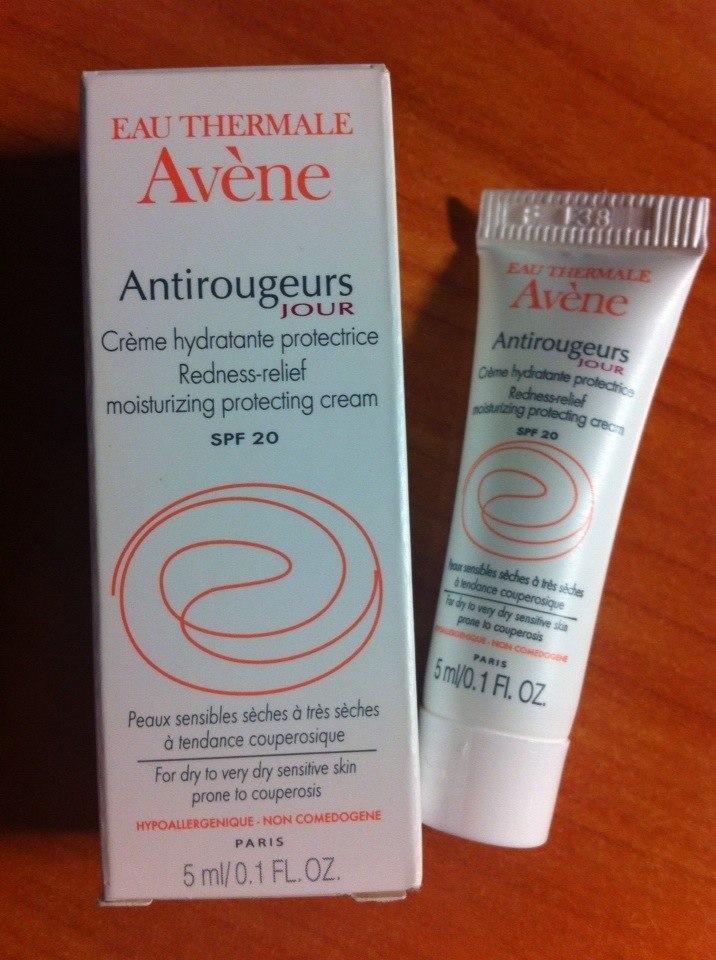 EAU THERMALE
Avène
Antirougeurs
JOUR
Crème hydratante protectrice
Redness-relief
moisturizing protecting cream
SPF 20
Peaux sensibles sèches à très sèches
à tendance couperosique
For dry to very dry sensitive skin
prone to couperosis
HYPOALLERGENIQUE - NON COMEDOGENE
PARIS
5 ml/0.1 FL. OZ.
138
EAU THERMALE
Avène
Antirougeurs
JOUR
Crème hydratante protectrice
Redness-relief
moisturizing protecting cream
SPF 20
Peaux sensibles sèches à très sèches
à tendance couperosique
For dry to very dry sensitive skin
prone to couperosis
HYPOALLERGENIQUE - NON COMEDOGENE
PARIS
5 ml/0.1 Fl. OZ.